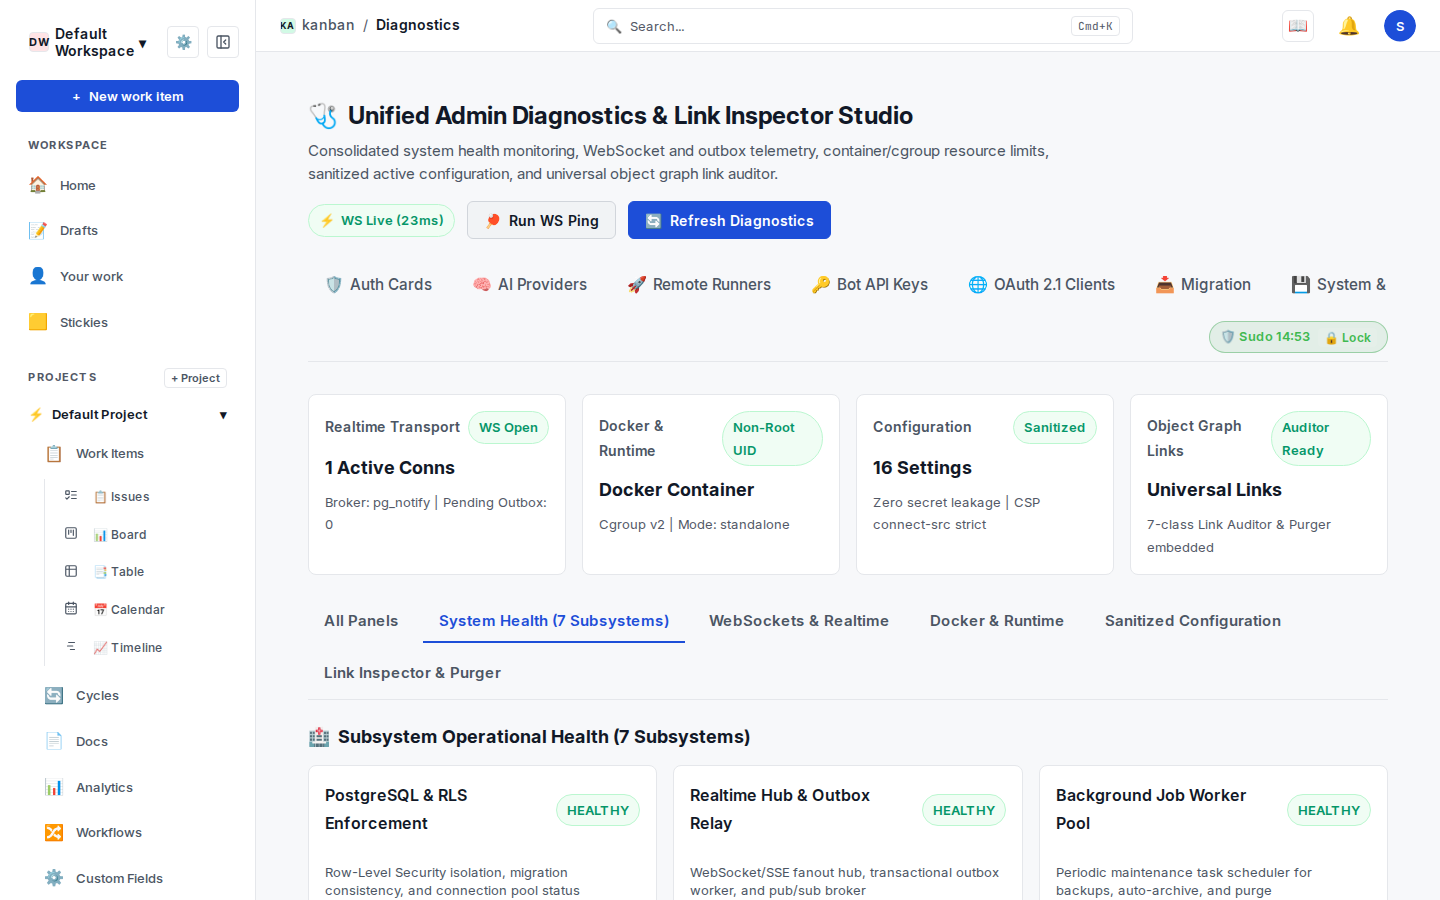 DW Default Workspace ▾
+ New work item
WORKSPACE
Home
Drafts
Your work
Stickies
PROJECTS
+ Project
Default Project ▾
Work Items
Issues
Board
Table
Calendar
Timeline
Cycles
Docs
Analytics
Workflows
Custom Fields
KA kanban / Diagnostics
Search...
Cmd+K
S
Unified Admin Diagnostics & Link Inspector Studio
Consolidated system health monitoring, WebSocket and outbox telemetry, container/cgroup resource limits,
sanitized active configuration, and universal object graph link auditor.
WS Live (23ms)
Run WS Ping
Refresh Diagnostics
Auth Cards
AI Providers
Remote Runners
Bot API Keys
OAuth 2.1 Clients
Migration
System &
Sudo 14:53
Lock
Realtime Transport
WS Open
1 Active Conns
Broker: pg_notify | Pending Outbox:
0
Docker &
Runtime
Non-Root
UID
Docker Container
Cgroup v2 | Mode: standalone
Configuration
Sanitized
16 Settings
Zero secret leakage | CSP
connect-src strict
Object Graph
Links
Auditor
Ready
Universal Links
7-class Link Auditor & Purger
embedded
All Panels
System Health (7 Subsystems)
WebSockets & Realtime
Docker & Runtime
Sanitized Configuration
Link Inspector & Purger
Subsystem Operational Health (7 Subsystems)
PostgreSQL & RLS
Enforcement
HEALTHY
Row-Level Security isolation, migration
consistency, and connection pool status
Realtime Hub & Outbox
Relay
HEALTHY
WebSocket/SSE fanout hub, transactional outbox
worker, and pub/sub broker
Background Job Worker
Pool
HEALTHY
Periodic maintenance task scheduler for
backups, auto-archive, and purge